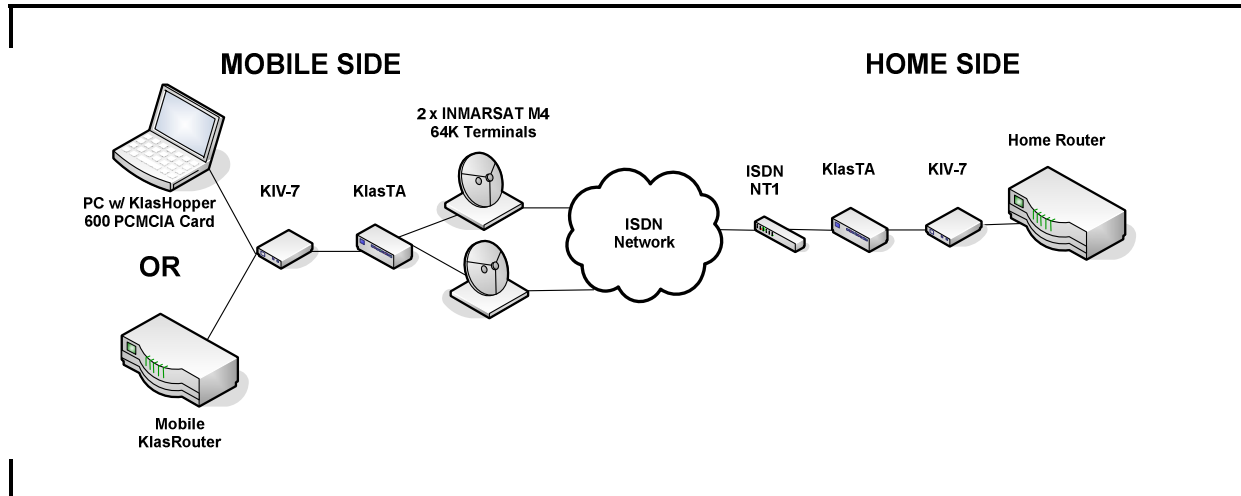 MOBILE SIDE
HOME SIDE
2 x INMARSAT M4
64K Terminals
Home Router
ISDN
NT1
KlasTA
KIV-7
KIV-7
KlasTA
PC w/ KlasHopper
600 PCMCIA Card
ISDN
Network
OR
Mobile
KlasRouter